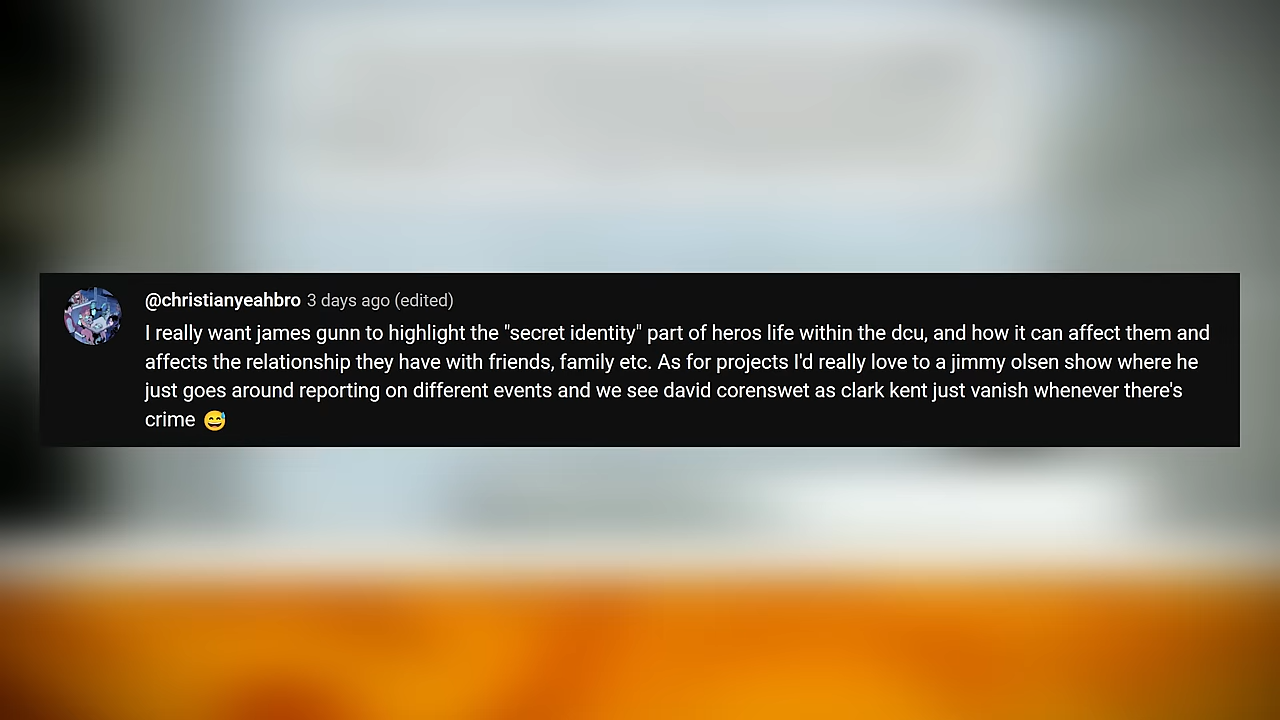 @christianyeahbro 3 days ago (edited)
I really want james gunn to highlight the "secret identity" part of heros life within the dcu, and how it can affect them and
affects the relationship they have with friends, family etc. As for projects I'd really love to a jimmy olsen show where he
just goes around reporting on different events and we see david corenswet as clark kent just vanish whenever there's
crime 😅